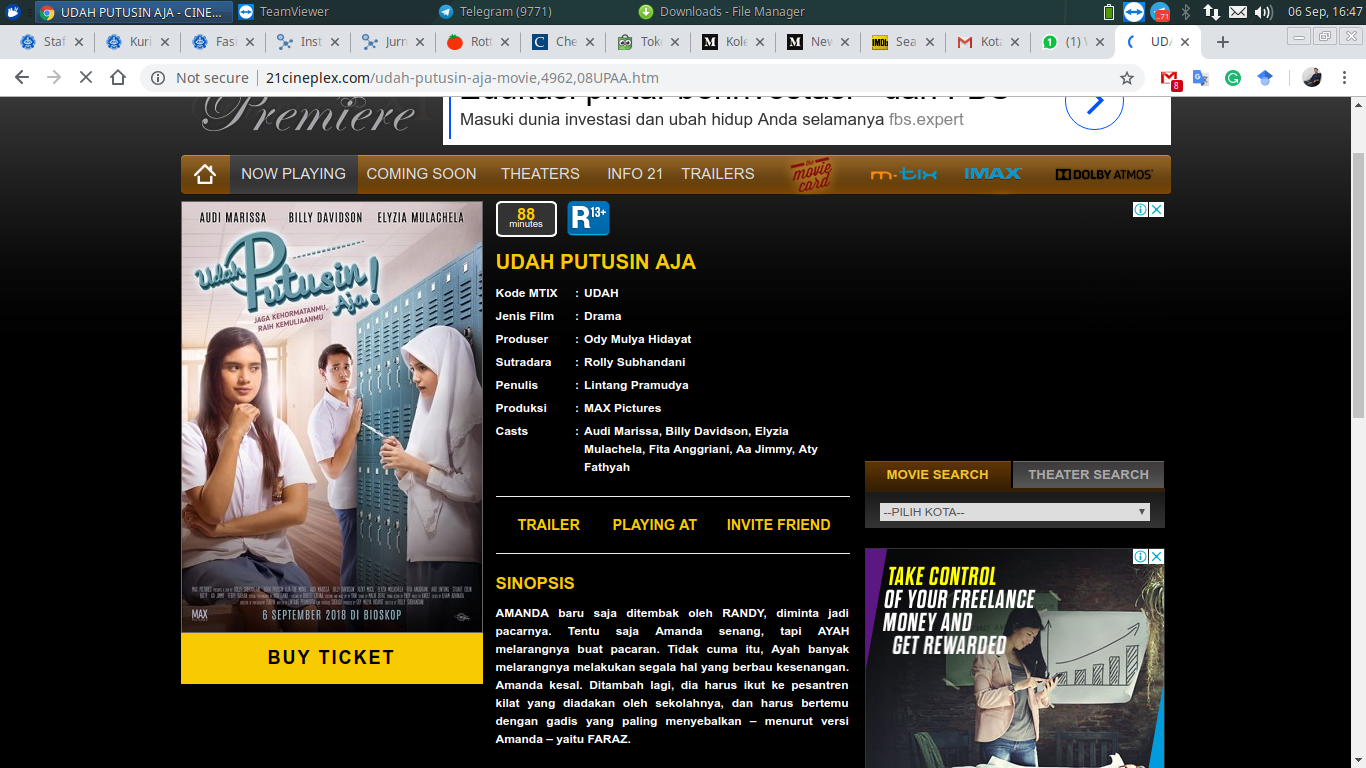 UDAH PUTUSIN AJA - CINE...
TeamViewer
Telegram (9771)
Downloads - File Manager
71
06 Sep, 16:47
Staf
Kuri
Fasi
Inst
Jurn
Rott
Che
Toko
Kole
New
IMDb Sea
Kota
(1) V
UDA
Not secure | 21cineplex.com/udah-putusin-aja-movie,4962,08UPAA.htm
8
Premiere
Masuki dunia investasi dan ubah hidup Anda selamanya fbs.expert
NOW PLAYING COMING SOON THEATERS INFO 21 TRAILERS the movie card m-tix IMAX DOLBY ATMOS
AUDI MARISSA BILLY DAVIDSON ELYZIA MULACHELA
Udah Putusin Aja!
JAGA KEHORMATANMU,
RAIH KEMULIAANMU
MAX
6 SEPTEMBER 2018 DI BIOSKOP
BUY TICKET
88
minutes
R13+
UDAH PUTUSIN AJA
Kode MTIX : UDAH
Jenis Film : Drama
Produser : Ody Mulya Hidayat
Sutradara : Rolly Subhandani
Penulis : Lintang Pramudya
Produksi : MAX Pictures
Casts : Audi Marissa, Billy Davidson, Elyzia
Mulachela, Fita Anggriani, Aa Jimmy, Aty
Fathyah
TRAILER PLAYING AT INVITE FRIEND
SINOPSIS
AMANDA baru saja ditembak oleh RANDY, diminta jadi
pacarnya. Tentu saja Amanda senang, tapi AYAH
melarangnya buat pacaran. Tidak cuma itu, Ayah banyak
melarangnya melakukan segala hal yang berbau kesenangan.
Amanda kesal. Ditambah lagi, dia harus ikut ke pesantren
kilat yang diadakan oleh sekolahnya, dan harus bertemu
dengan gadis yang paling menyebalkan – menurut versi
Amanda – yaitu FARAZ.
MOVIE SEARCH THEATER SEARCH
--PILIH KOTA--
TAKE CONTROL
OF YOUR FREELANCE
MONEY AND
GET REWARDED